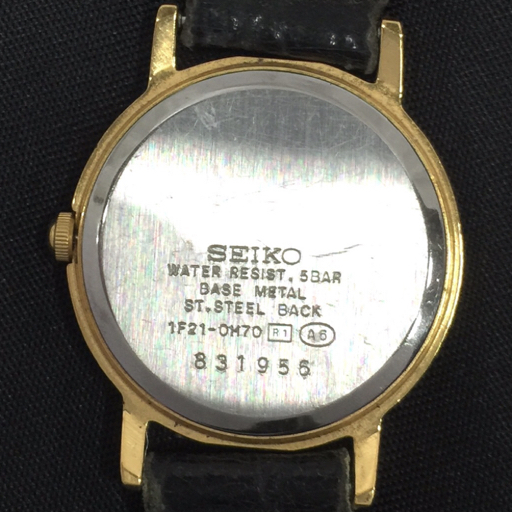 SEIKO
WATER RESIST. 5BAR
BASE METAL
ST.STEEL BACK
1F21-0H70 R1 A6
831956